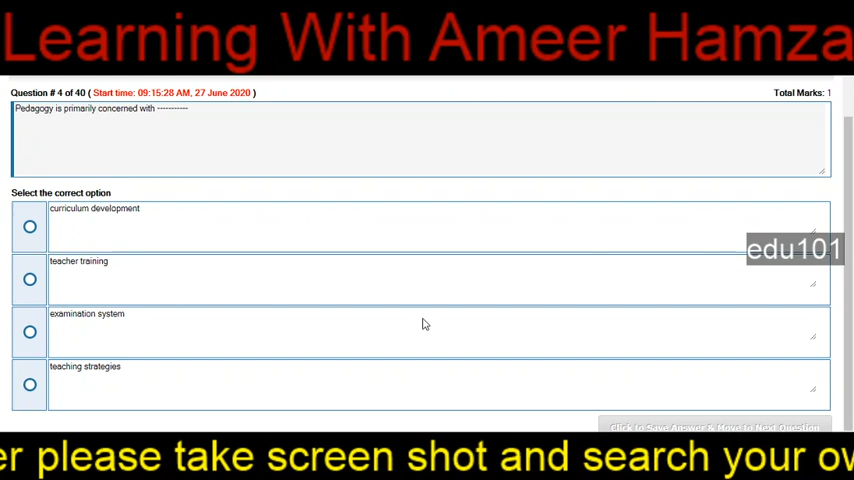 Learning With Ameer Hamza
Question # 4 of 40 ( Start time: 09:15:28 AM, 27 June 2020 )
Total Marks: 1
Pedagogy is primarily concerned with -----------
Select the correct option
curriculum development
edu101
teacher training
examination system
teaching strategies
Click to Save Answer & Move to Next Question
er please take screen shot and search your ov